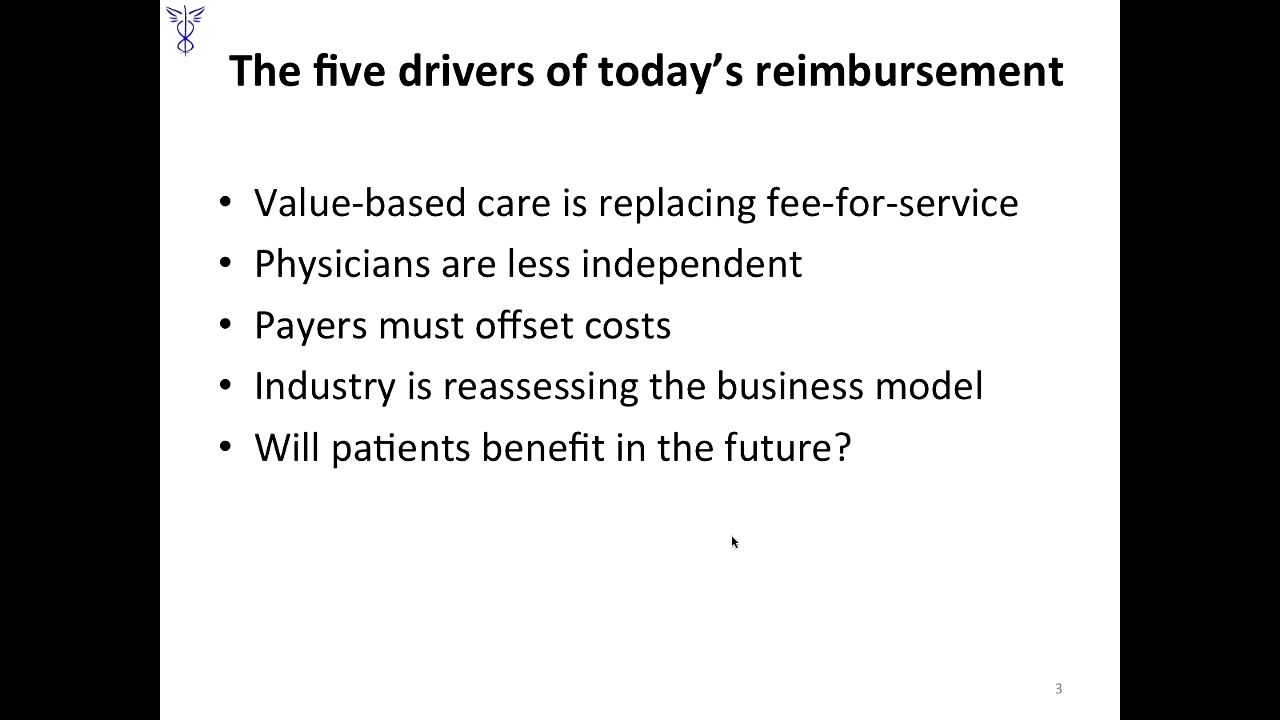 The five drivers of today’s reimbursement
• Value-based care is replacing fee-for-service
• Physicians are less independent
• Payers must offset costs
• Industry is reassessing the business model
• Will patients benefit in the future?
3